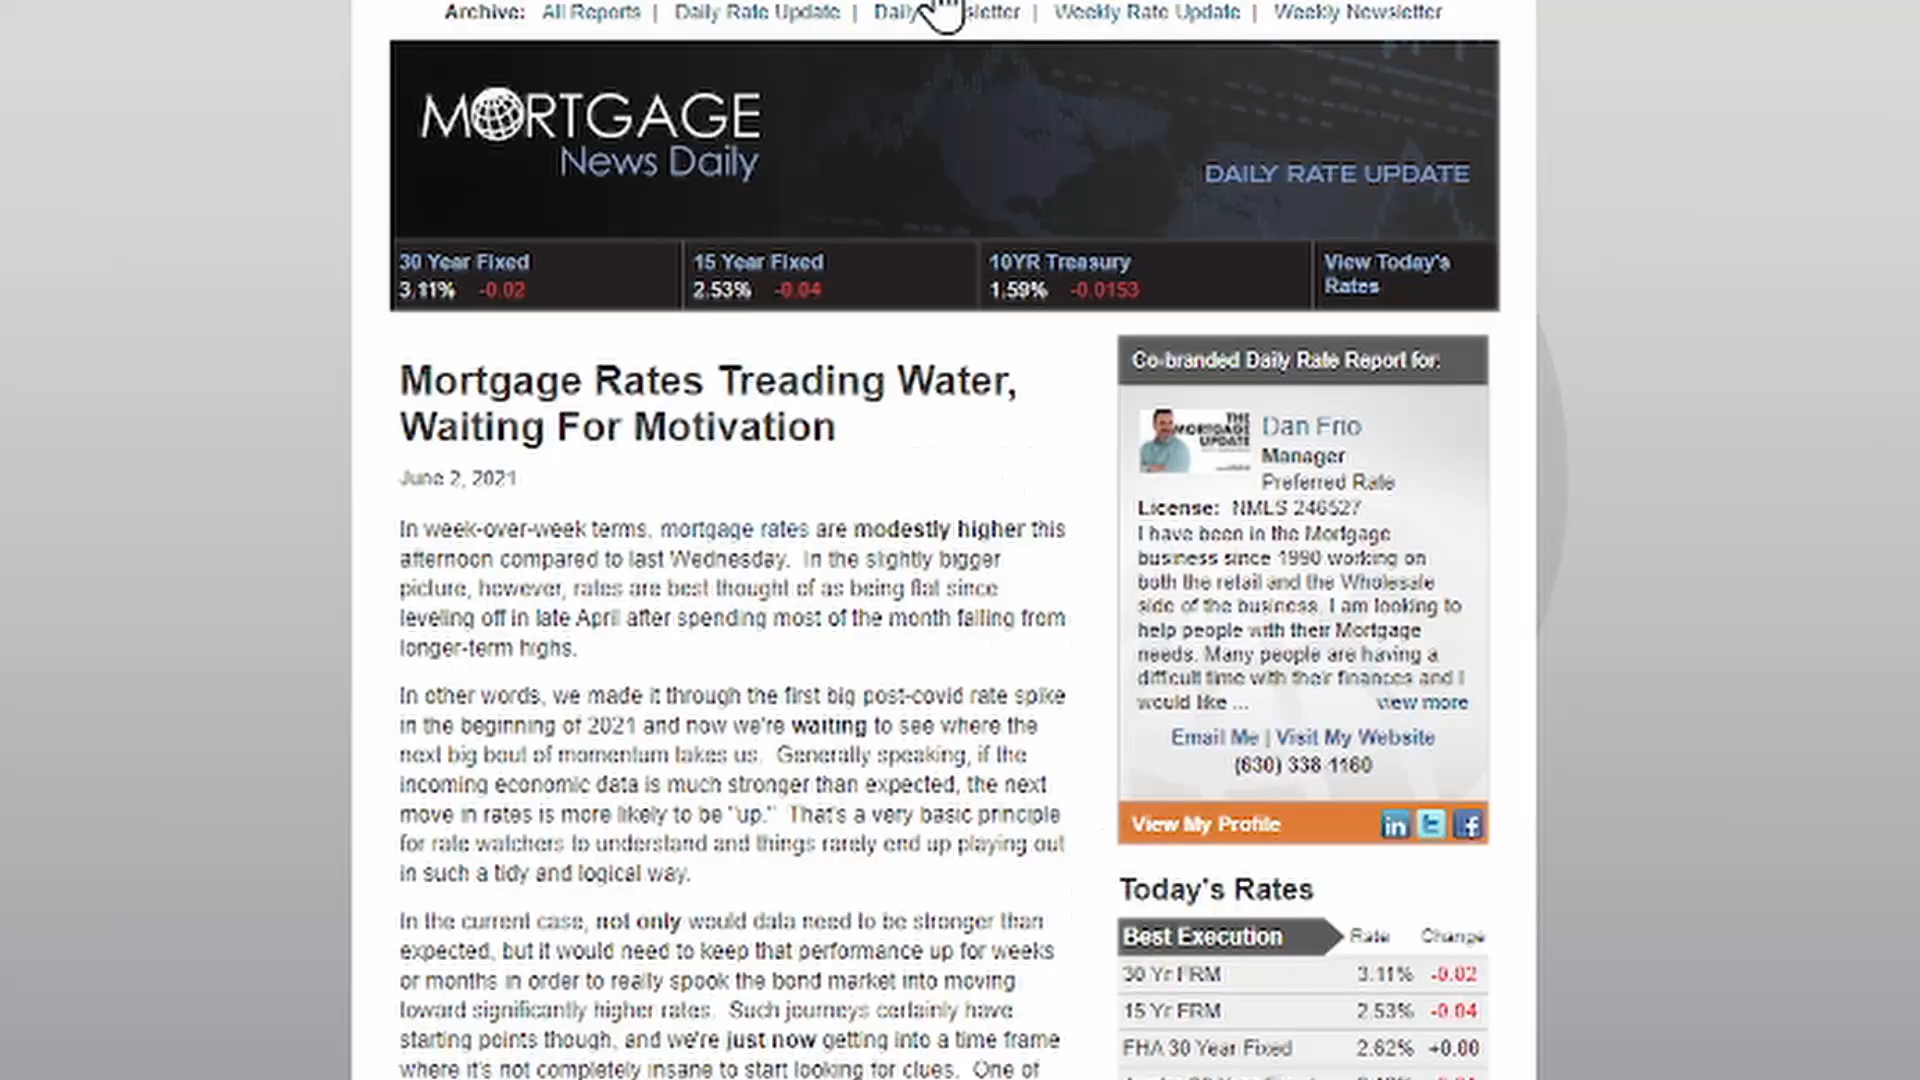 Archive: All Reports | Daily Rate Update | Daily sletter | Weekly Rate Update | Weekly Newsletter
MORTGAGE
News Daily
DAILY RATE UPDATE
30 Year Fixed
3.11% -0.02
15 Year Fixed
2.53% -0.04
10YR Treasury
1.59% -0.0153
View Today's
Rates
Mortgage Rates Treading Water,
Waiting For Motivation
June 2, 2021
In week-over-week terms, mortgage rates are modestly higher this
afternoon compared to last Wednesday. In the slightly bigger
picture, however, rates are best thought of as being flat since
leveling off in late April after spending most of the month falling from
longer-term highs.
In other words, we made it through the first big post-covid rate spike
in the beginning of 2021 and now we're waiting to see where the
next big bout of momentum takes us. Generally speaking, if the
incoming economic data is much stronger than expected, the next
move in rates is more likely to be "up." That's a very basic principle
for rate watchers to understand and things rarely end up playing out
in such a tidy and logical way.
In the current case, not only would data need to be stronger than
expected, but it would need to keep that performance up for weeks
or months in order to really spook the bond market into moving
toward significantly higher rates. Such journeys certainly have
starting points though, and we're just now getting into a time frame
where it's not completely insane to start looking for clues. One of
Co-branded Daily Rate Report for:
THE
MORTGAGE
UPDATE
Dan Frio
Manager
Preferred Rate
License: NMLS 246527
I have been in the Mortgage
business since 1990 working on
both the retail and the Wholesale
side of the business. I am looking to
help people with their Mortgage
needs. Many people are having a
difficult time with their finances and I
would like ... view more
Email Me | Visit My Website
(630) 338-1160
View My Profile
Today's Rates
Best Execution Rate Change
30 Yr FRM 3.11% -0.02
15 Yr FRM 2.53% -0.04
FHA 30 Year Fixed 2.62% +0.00